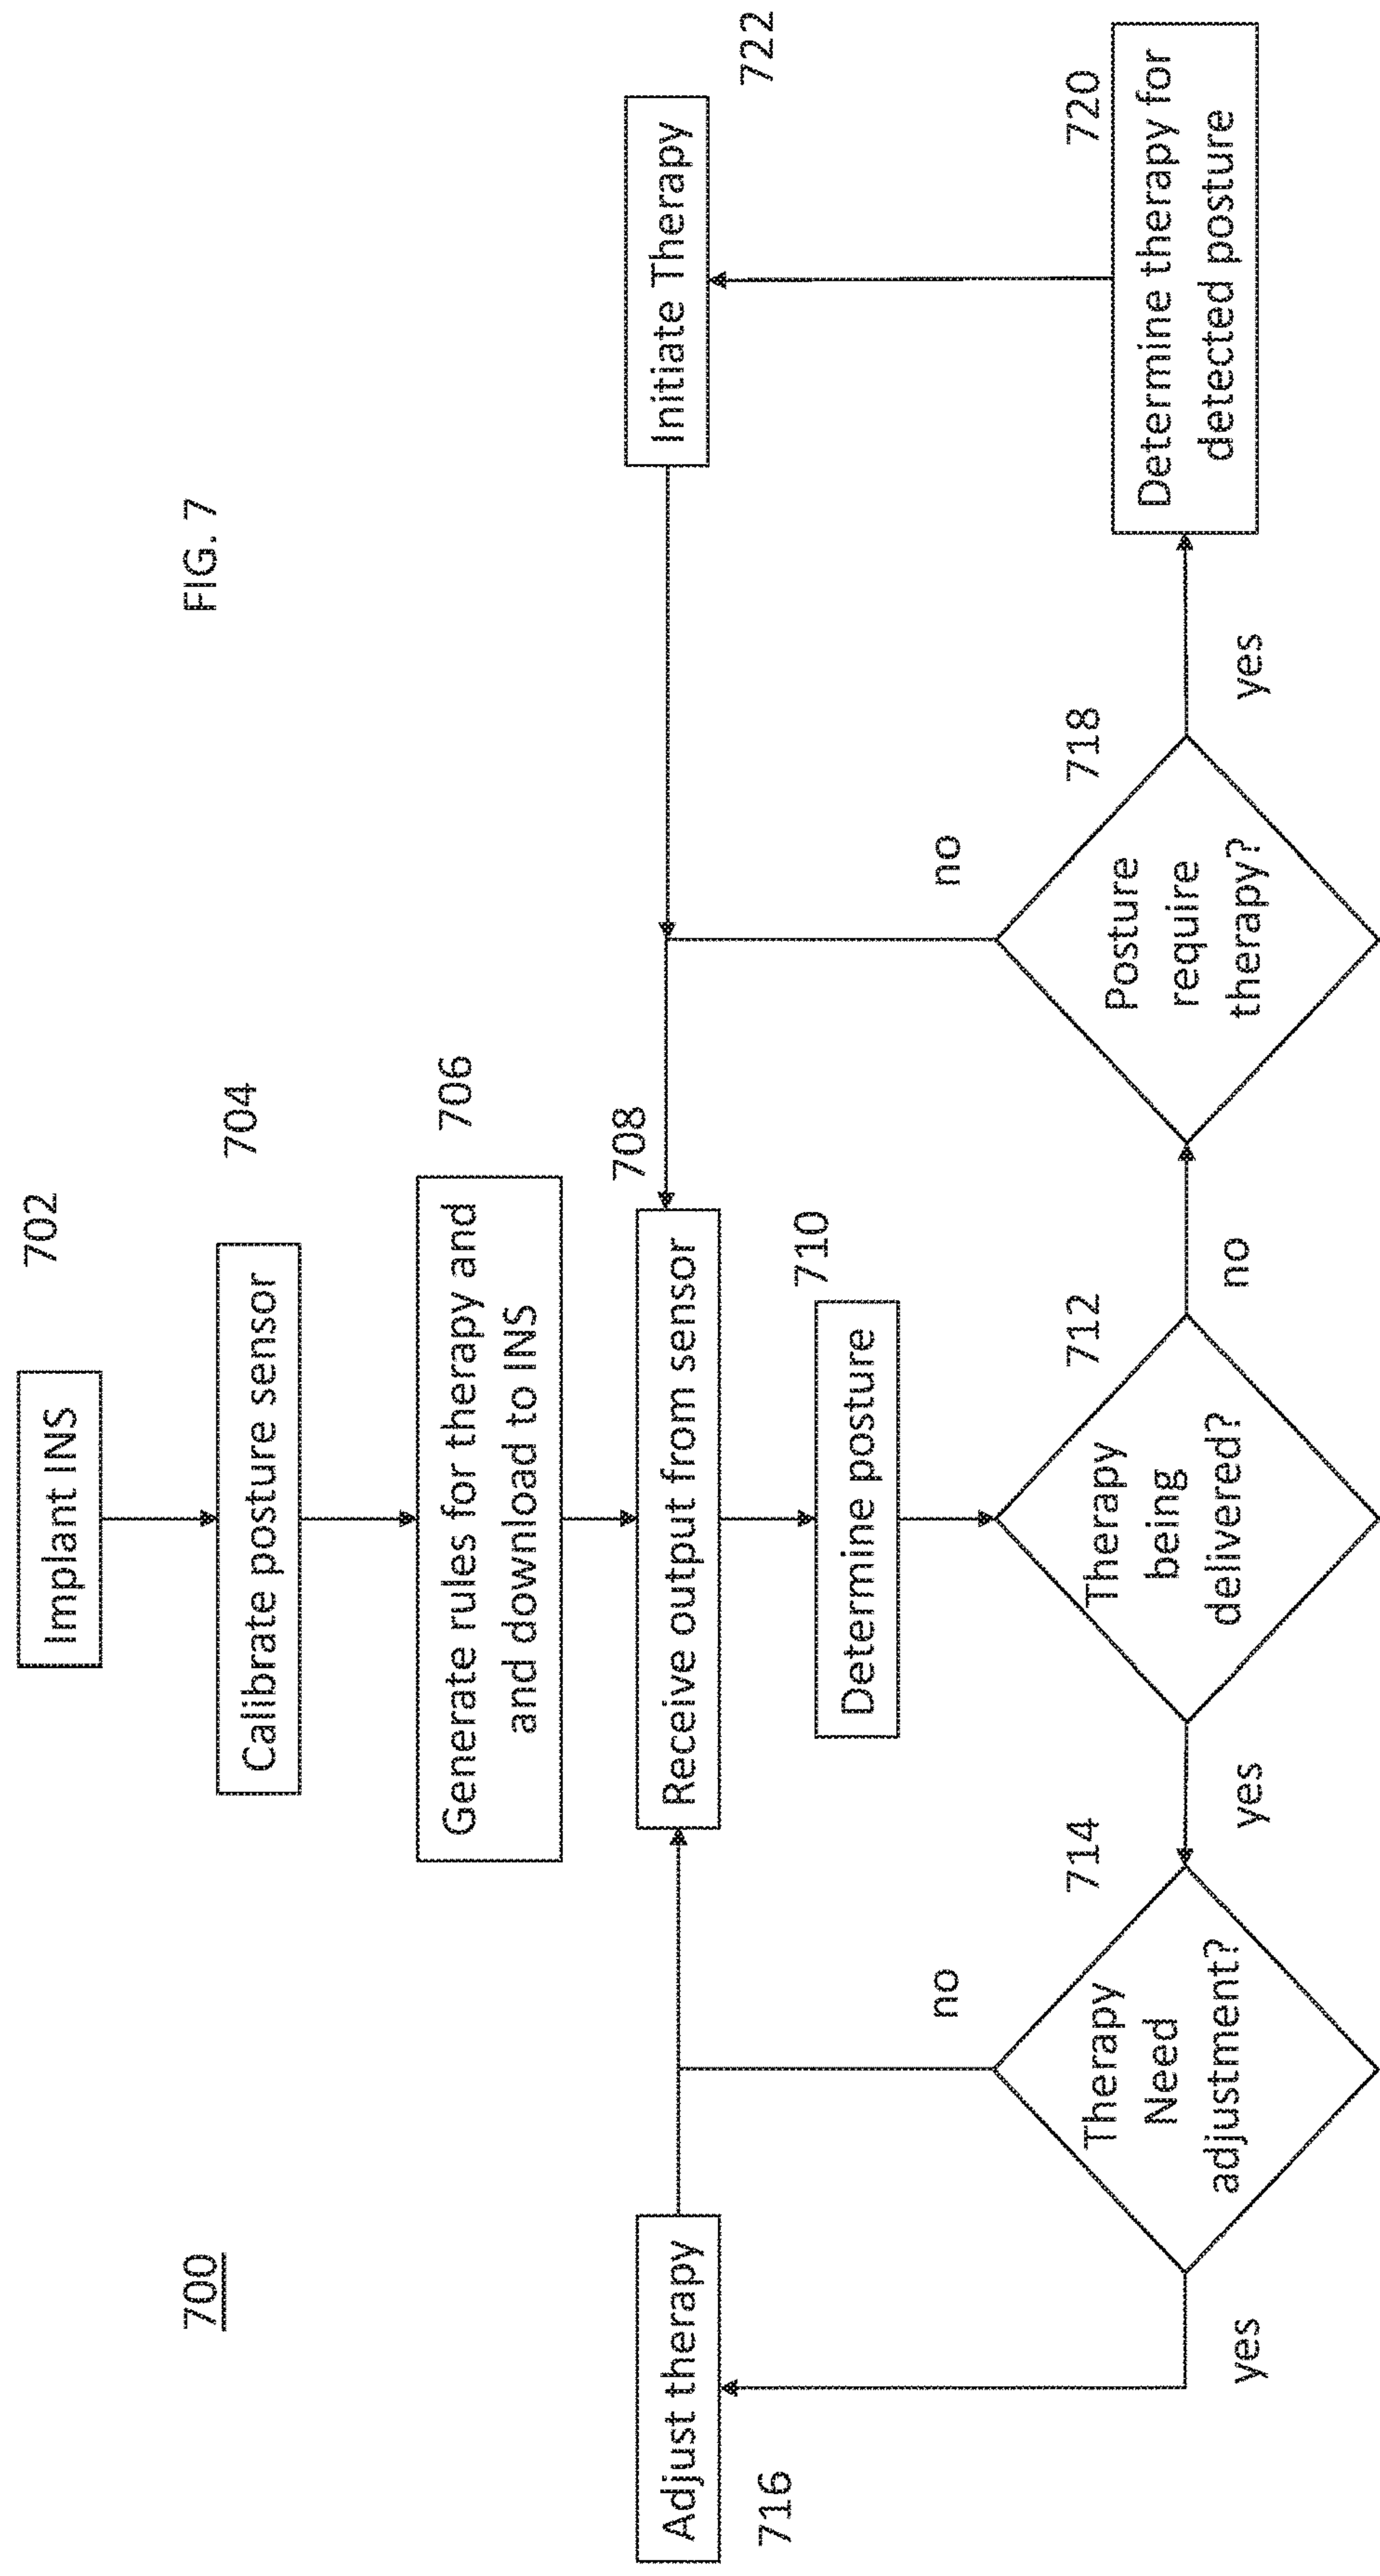 700
FIG. 7
Implant INS
702
Calibrate posture sensor
704
Generate rules for therapy and
and download to INS
706
Adjust therapy
716
Receive output from sensor
708
Initiate Therapy
722
Determine posture
710
Therapy
Need
adjustment?
714
yes
no
yes
Therapy
being
delivered?
712
no
Posture
require
therapy?
718
no
yes
Determine therapy for
detected posture
720